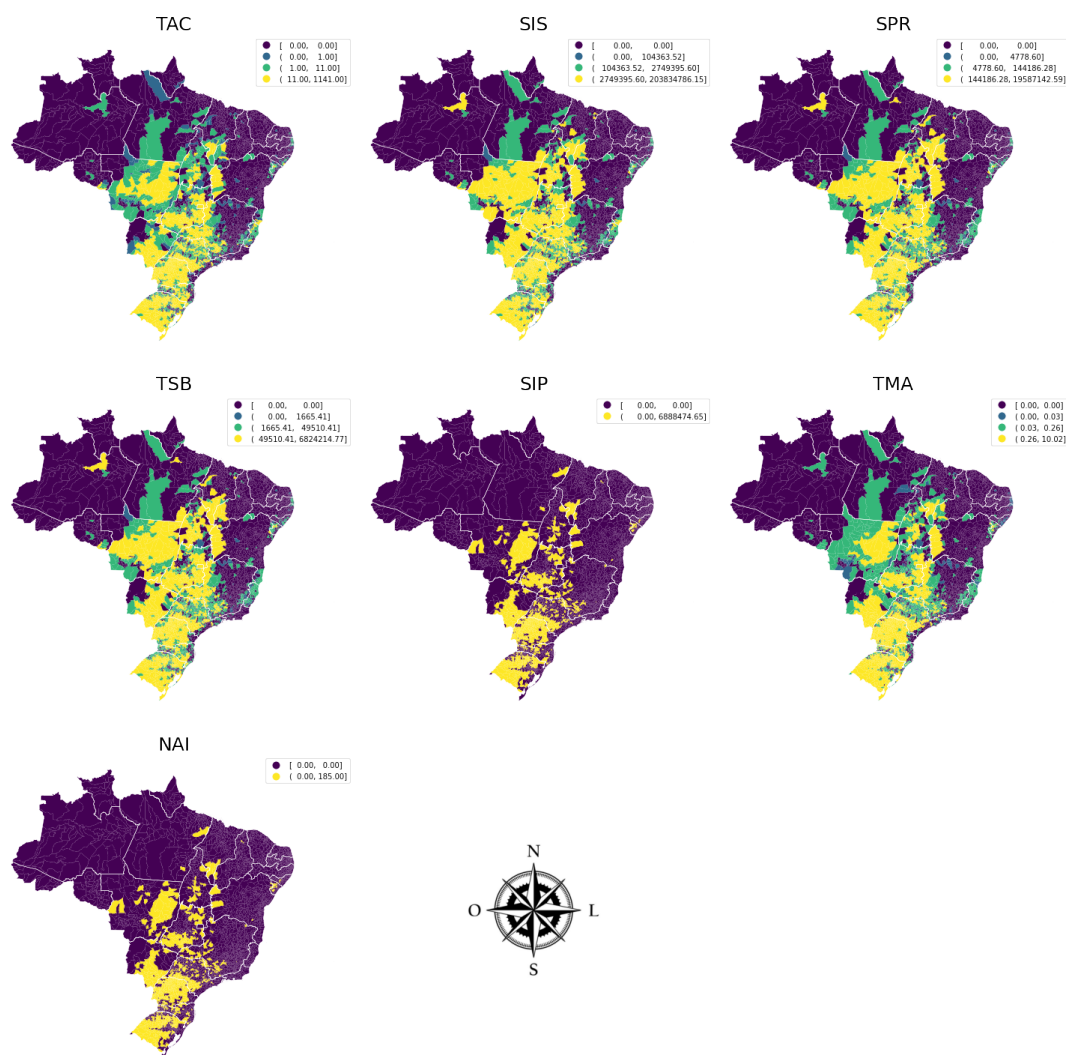 TAC
[ 0.00, 0.00]
( 0.00, 1.00]
( 1.00, 11.00]
( 11.00, 1141.00]
SIS
[ 0.00, 0.00]
( 0.00, 104363.52]
( 104363.52, 2749395.60]
( 2749395.60, 203834786.15]
SPR
[ 0.00, 0.00]
( 0.00, 4778.60]
( 4778.60, 144186.28]
( 144186.28, 19587142.59]
TSB
[ 0.00, 0.00]
( 0.00, 1665.41]
( 1665.41, 49510.41]
( 49510.41, 6824214.77]
SIP
[ 0.00, 0.00]
( 0.00, 6888474.65]
TMA
[ 0.00, 0.00]
( 0.00, 0.03]
( 0.03, 0.26]
( 0.26, 10.02]
NAI
[ 0.00, 0.00]
( 0.00, 185.00]
N
O L
S